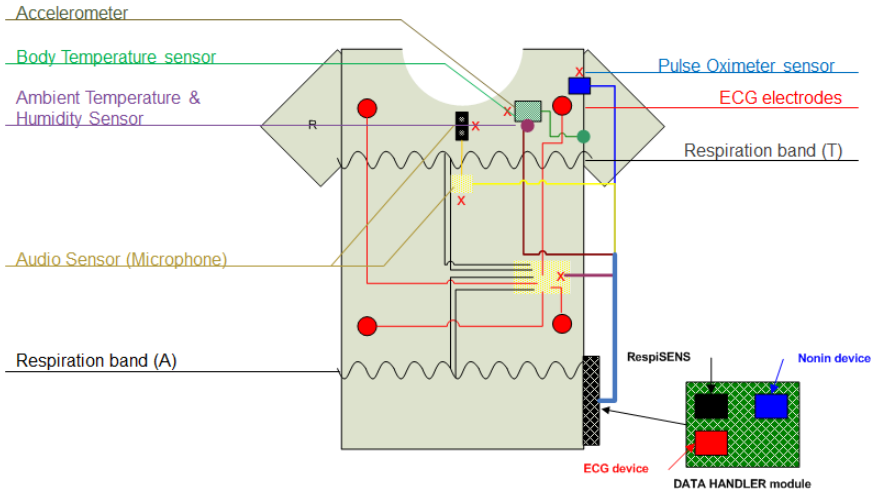 Accelerometer
Body Temperature sensor
Pulse Oximeter sensor
Ambient Temperature &
Humidity Sensor
ECG electrodes
X
X
X
R
Respiration band (T)
X
Audio Sensor (Microphone)
X
Respiration band (A)
RespiSENS
Nonin device
ECG device
DATA HANDLER module